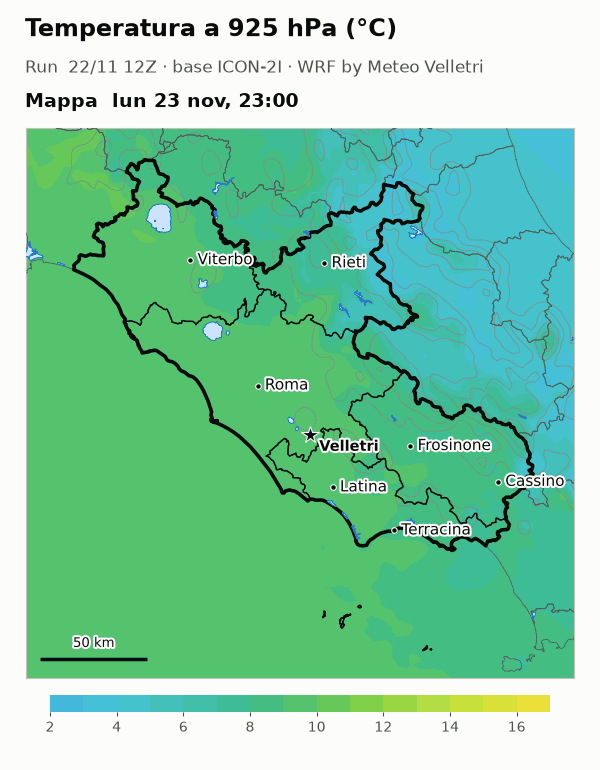 Temperatura a 925 hPa (°C)
Run  22/11 12Z · base ICON-2I · WRF by Meteo Velletri
Mappa  lun 23 nov, 23:00
Viterbo
Rieti
Roma
Velletri
Frosinone
Latina
Cassino
Terracina
50 km
2 4 6 8 10 12 14 16